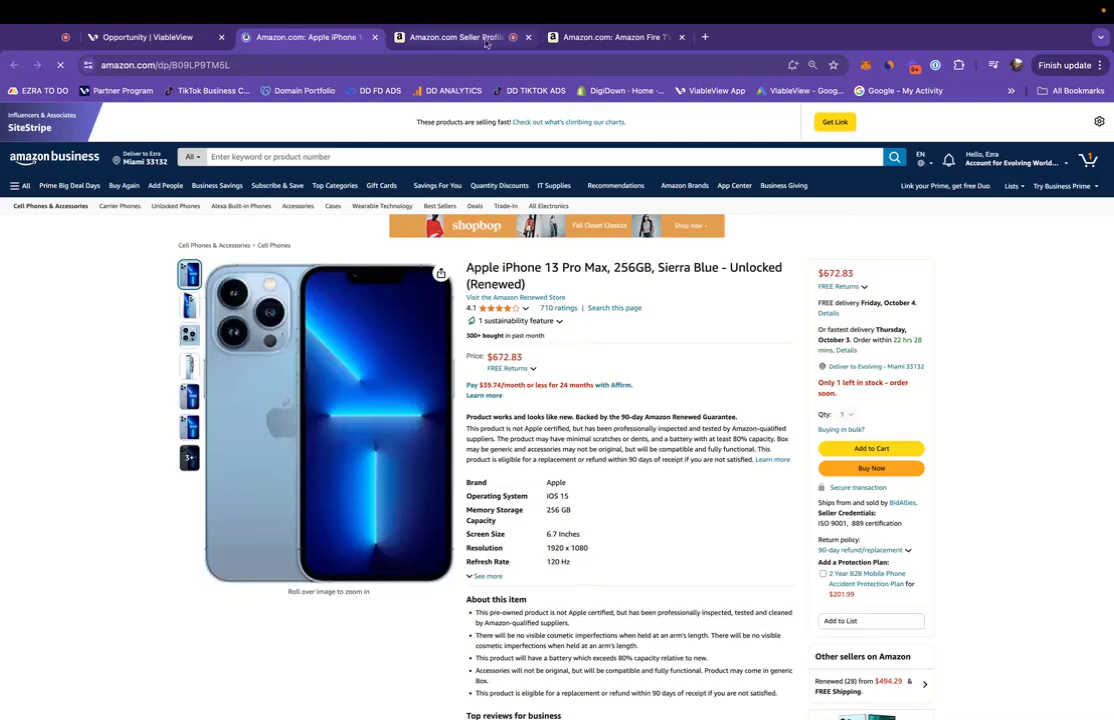 Opportunity | ViableView
Amazon.com: Apple iPhone 1
Amazon.com Seller Profile
Amazon.com: Amazon Fire T
amazon.com/dp/B09LP9TM5L
9+
Finish update
EZRA TO DO
Partner Program
TikTok Business C...
Domain Portfolio
DD FD ADS
DD ANALYTICS
DD TIKTOK ADS
DigiDown - Home -...
ViableView App
ViableView - Goog...
Google - My Activity
All Bookmarks
Influencers & Associates
SiteStripe
These products are selling fast! Check out what's climbing our charts.
Get Link
amazon business
Deliver to Ezra
Miami 33132
All
Enter keyword or product number
EN
Hello, Ezra
Account for Evolving World...
1
All
Prime Big Deal Days
Buy Again
Add People
Business Savings
Subscribe & Save
Top Categories
Gift Cards
Savings For You
Quantity Discounts
IT Supplies
Recommendations
Amazon Brands
App Center
Business Giving
Link your Prime, get free Duo
Lists
Try Business Prime
Cell Phones & Accessories
Carrier Phones
Unlocked Phones
Alexa Built-in Phones
Accessories
Cases
Wearable Technology
Best Sellers
Deals
Trade-In
All Electronics
shopbop
Fall Closet Classics
Shop now
Cell Phones & Accessories › Cell Phones
3+
Roll over image to zoom in
Apple iPhone 13 Pro Max, 256GB, Sierra Blue - Unlocked
(Renewed)
Visit the Amazon Renewed Store
4.1 710 ratings | Search this page
1 sustainability feature
300+ bought in past month
Price: $672.83
FREE Returns
Pay $39.74/month or less for 24 months with Affirm.
Learn more
Product works and looks like new. Backed by the 90-day Amazon Renewed Guarantee.
This product is not Apple certified, but has been professionally inspected and tested by Amazon-qualified
suppliers. The product may have minimal scratches or dents, and a battery with at least 80% capacity. Box
may be generic and accessories may not be original, but will be compatible and fully functional. This
product is eligible for a replacement or refund within 90 days of receipt if you are not satisfied. Learn more
Brand Apple
Operating System iOS 15
Memory Storage 256 GB
Capacity
Screen Size 6.7 Inches
Resolution 1920 x 1080
Refresh Rate 120 Hz
See more
About this item
• This pre-owned product is not Apple certified, but has been professionally inspected, tested and cleaned
by Amazon-qualified suppliers.
• There will be no visible cosmetic imperfections when held at an arm's length. There will be no visible
cosmetic imperfections when held at an arm's length.
• This product will have a battery which exceeds 80% capacity relative to new.
• Accessories will not be original, but will be compatible and fully functional. Product may come in generic
Box.
• This product is eligible for a replacement or refund within 90 days of receipt if you are not satisfied.
Top reviews for business
$672.83
FREE Returns
FREE delivery Friday, October 4.
Details
Or fastest delivery Thursday,
October 3. Order within 22 hrs 28
mins. Details
Deliver to Evolving - Miami 33132
Only 1 left in stock - order
soon.
Qty: 1
Buying in bulk?
Add to Cart
Buy Now
Secure transaction
Ships from and sold by BidAllies.
Seller Credentials:
ISO 9001, 889 certification
Return policy:
90-day refund/replacement
Add a Protection Plan:
2 Year B2B Mobile Phone
Accident Protection Plan for
$201.99
Add to List
Other sellers on Amazon
Renewed (28) from $494.29 &
FREE Shipping.